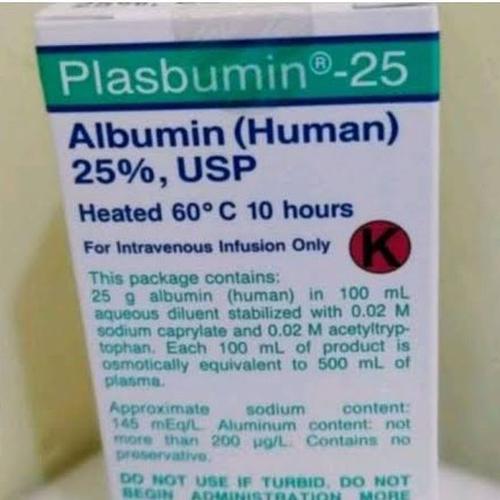 Plasbumin®-25
Albumin (Human)
25%, USP
Heated 60° C 10 hours
For Intravenous Infusion Only
K
This package contains:
25 g albumin (human) in 100 mL
aqueous diluent stabilized with 0.02 M
sodium caprylate and 0.02 M acetyltryp-
tophan. Each 100 mL of product is
osmotically equivalent to 500 mL of
plasma.
Approximate sodium content:
145 mEq/L. Aluminum content: not
more than 200 µg/L. Contains no
preservative.
DO NOT USE IF TURBID. DO NOT
BEGIN ADMINISTRATION MORE